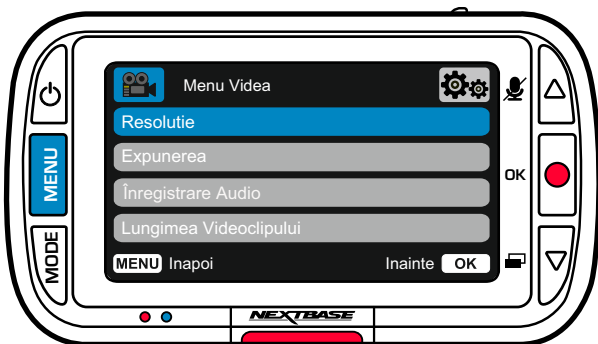 Menu Videa
Resolutie
Expunerea
Înregistrare Audio
Lungimea Videoclipului
MENU Inapoi Inainte OK
MENU
MODE
OK
NEXTBASE